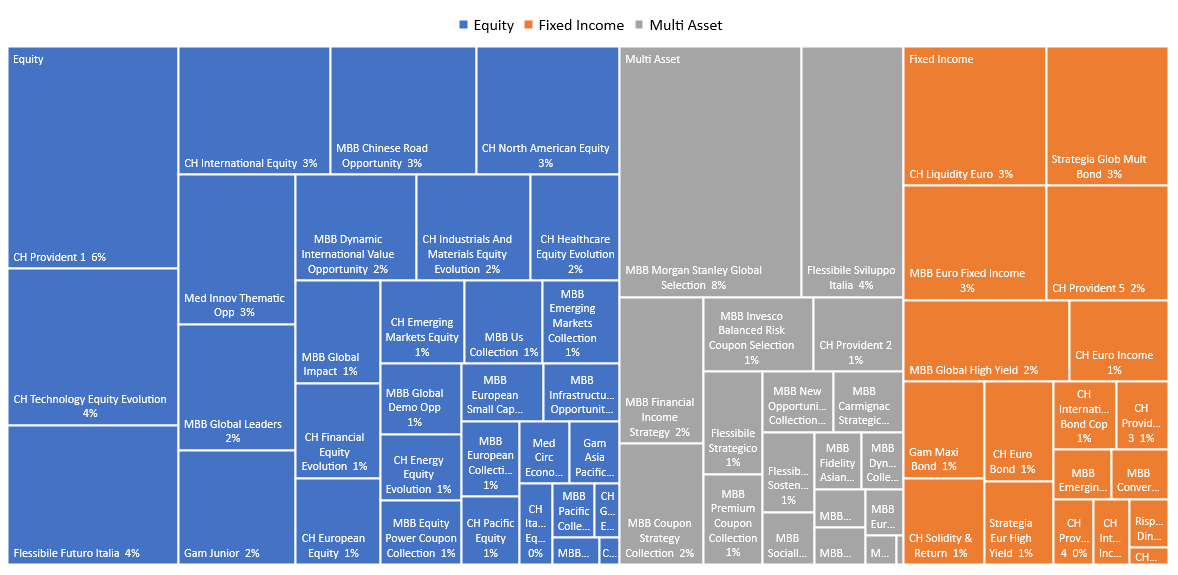 Equity Fixed Income Multi Asset
Equity
CH Provident 1 6%
CH Technology Equity Evolution
4%
Flessibile Futuro Italia 4%
CH International Equity 3%
MBB Chinese Road
Opportunity 3%
CH North American Equity
3%
Med Innov Thematic
Opp 3%
MBB Global Leaders
2%
Gam Junior 2%
MBB Dynamic
International Value
Opportunity 2%
CH Industrials And
Materials Equity
Evolution 2%
CH Healthcare
Equity Evolution
2%
MBB Global
Impact 1%
CH Financial
Equity
Evolution 1%
CH European
Equity 1%
CH Emerging
Markets Equity
1%
MBB Us
Collection 1%
MBB
Emerging
Markets
Collection
1%
MBB Global
Demo Opp
1%
CH Energy
Equity
Evolution 1%
MBB Equity
Power Coupon
Collection 1%
MBB
European
Small Cap...
MBB
Infrastructu...
Opportunit...
MBB
European
Collecti...
1%
CH Pacific
Equity
1%
Med
Circ
Econo...
Gam
Asia
Pacific...
CH
Ita...
Eq...
0%
MBB
Pacific
Colle...
CH
G...
E...
MBB...
C...
Multi Asset
MBB Morgan Stanley Global
Selection 8%
Flessibile Sviluppo
Italia 4%
MBB Financial
Income
Strategy 2%
MBB Coupon
Strategy
Collection 2%
MBB Invesco
Balanced Risk
Coupon Selection
1%
CH Provident 2
1%
Flessibile
Strategico
1%
MBB
Premium
Coupon
Collection
1%
MBB New
Opportuni...
Collection...
MBB
Carmignac
Strategic...
Flessib...
Sosten...
1%
MBB
Sociall...
MBB
Fidelity
Asian...
MBB
Dyn...
Colle...
MBB...
MBB
Eur...
MBB...
M...
Fixed Income
CH Liquidity Euro 3%
Strategia Glob Mult
Bond 3%
MBB Euro Fixed Income
3%
CH Provident 5 2%
MBB Global High Yield 2%
CH Euro Income
1%
Gam Maxi
Bond 1%
CH Euro
Bond 1%
CH Solidity &
Return 1%
Strategia
Eur High
Yield 1%
CH
Internati...
Bond Cop
1%
CH
Provid...
3 1%
MBB
Emergin...
MBB
Conver...
CH
Prov...
4 0%
CH
Int...
Inc...
Risp...
Din...
CH...